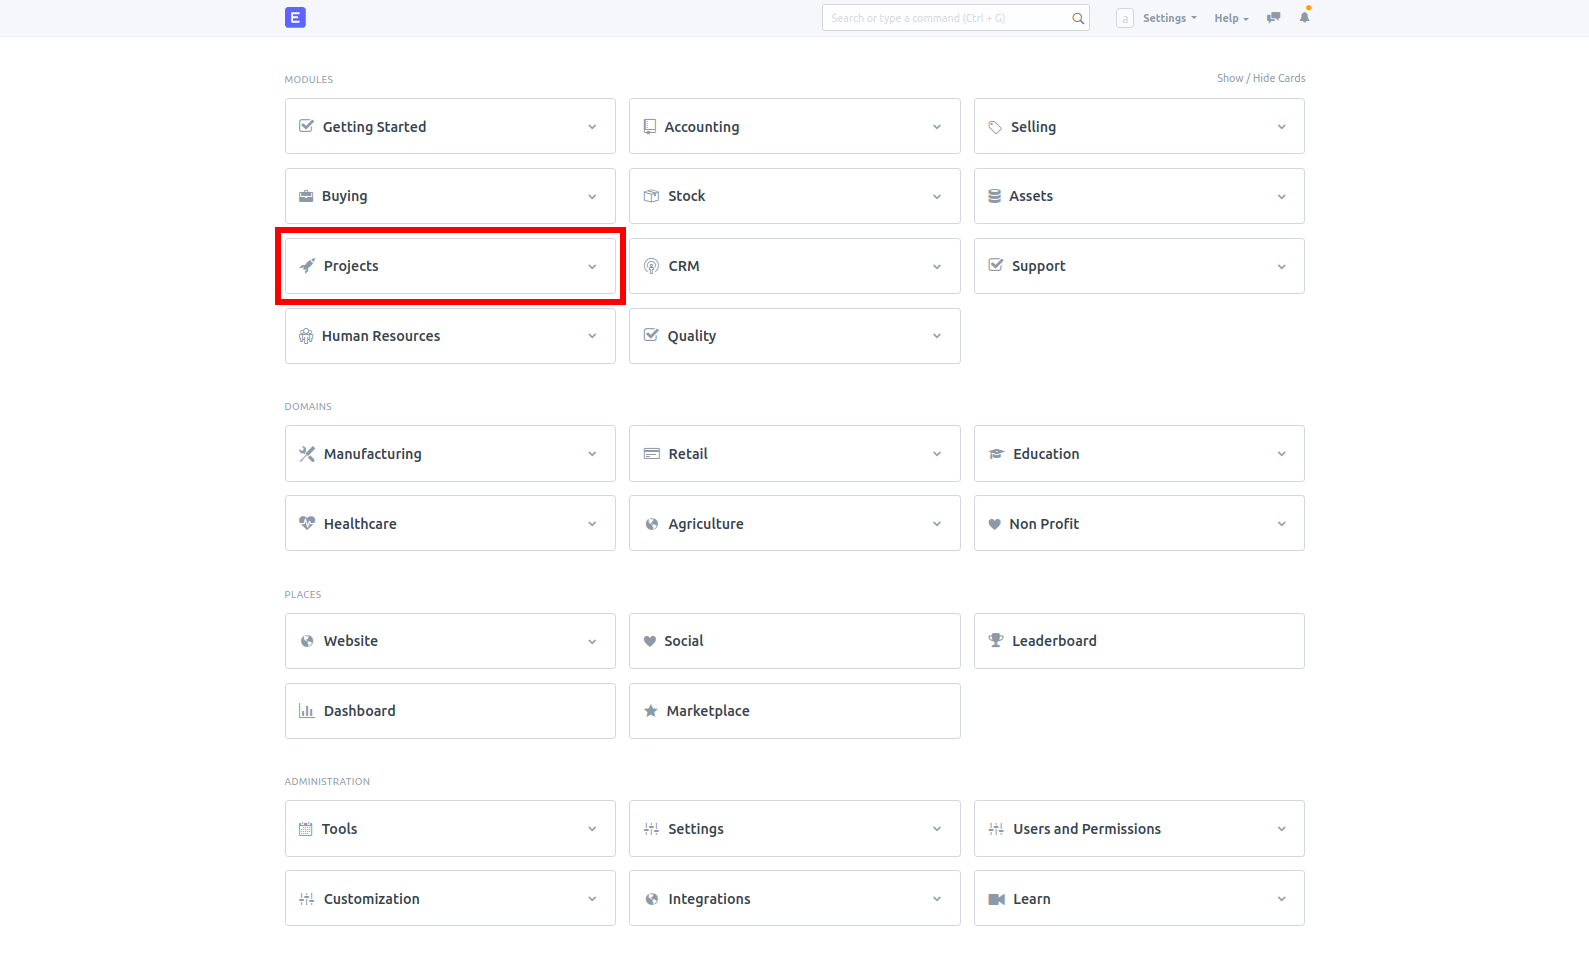 E Search or type a command (Ctrl + G) a Settings Help
MODULES Show / Hide Cards
Getting Started Accounting Selling
Buying Stock Assets
Projects CRM Support
Human Resources Quality
DOMAINS
Manufacturing Retail Education
Healthcare Agriculture Non Profit
PLACES
Website Social Leaderboard
Dashboard Marketplace
ADMINISTRATION
Tools Settings Users and Permissions
Customization Integrations Learn